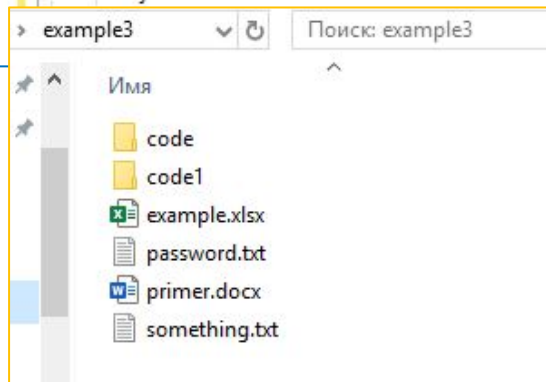 example3
Поиск: example3
Имя
code
code1
example.xlsx
password.txt
primer.docx
something.txt